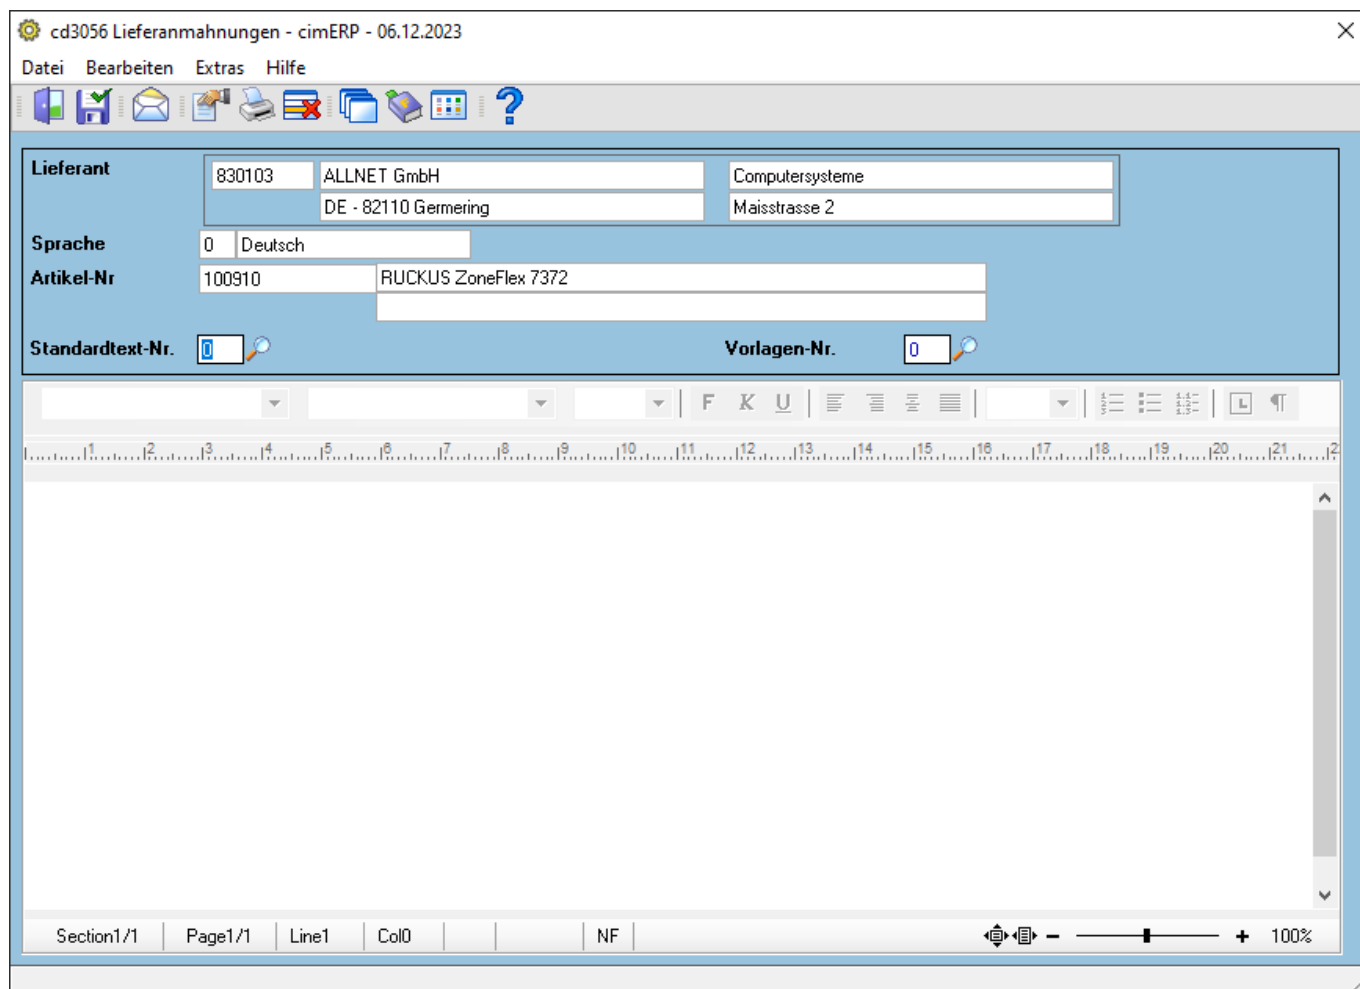 cd3056 Lieferanmahnungen - cimERP - 06.12.2023
Datei Bearbeiten Extras Hilfe
Lieferant 830103 ALLNET GmbH Computersysteme
DE - 82110 Germering Maisstrasse 2
Sprache 0 Deutsch
Artikel-Nr 100910 RUCKUS ZoneFlex 7372
Standardtext-Nr. 0 Vorlagen-Nr. 0
F K U
1 2 3 4 5 6 7 8 9 10 11 12 13 14 15 16 17 18 19 20 21 2
Section1/1 Page1/1 Line1 Col0 NF 100%